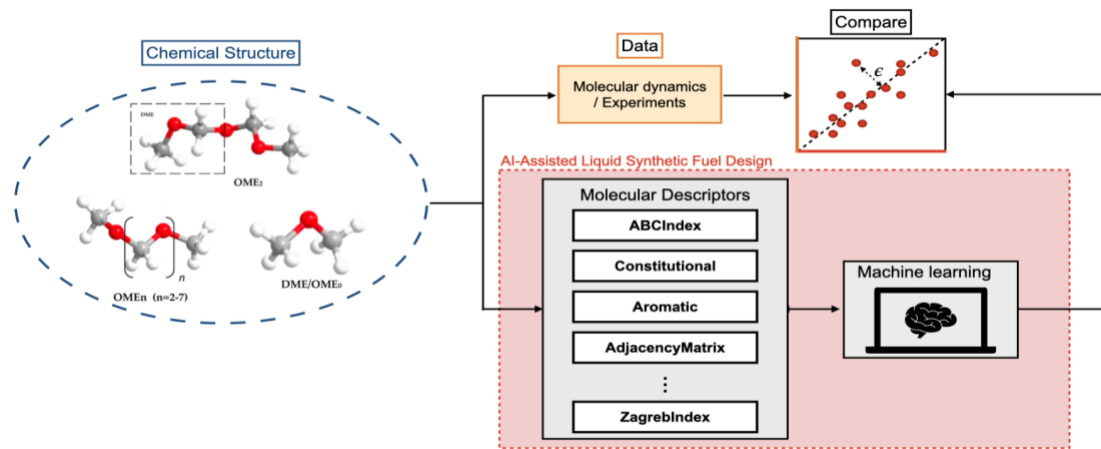 Chemical Structure
DME
OME₂
n
OMEn (n=2-7)
DME/OME₀
Data
Molecular dynamics
/ Experiments
Compare
ϵ
AI-Assisted Liquid Synthetic Fuel Design
Molecular Descriptors
ABCIndex
Constitutional
Aromatic
AdjacencyMatrix
⋮
ZagrebIndex
Machine learning